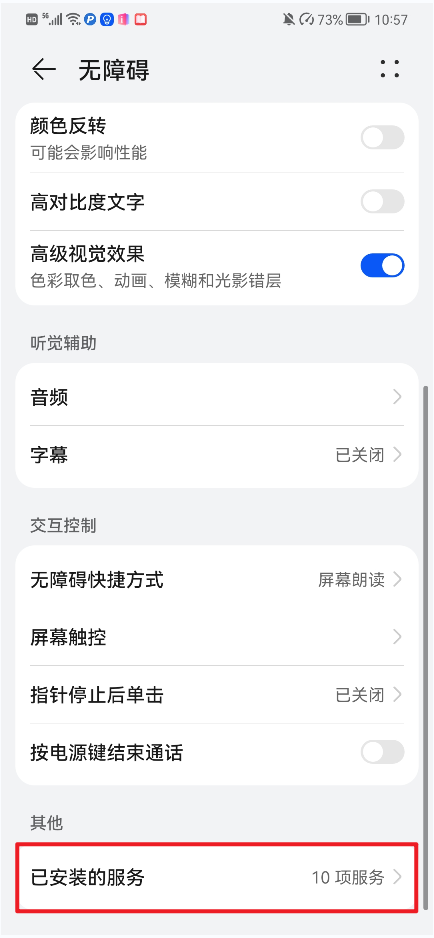 HD 5G 73% 10:57
无障碍
颜色反转
可能会影响性能
高对比度文字
高级视觉效果
色彩取色、动画、模糊和光影错层
听觉辅助
音频
字幕 已关闭
交互控制
无障碍快捷方式 屏幕朗读
屏幕触控
指针停止后单击 已关闭
按电源键结束通话
其他
已安装的服务 10 项服务